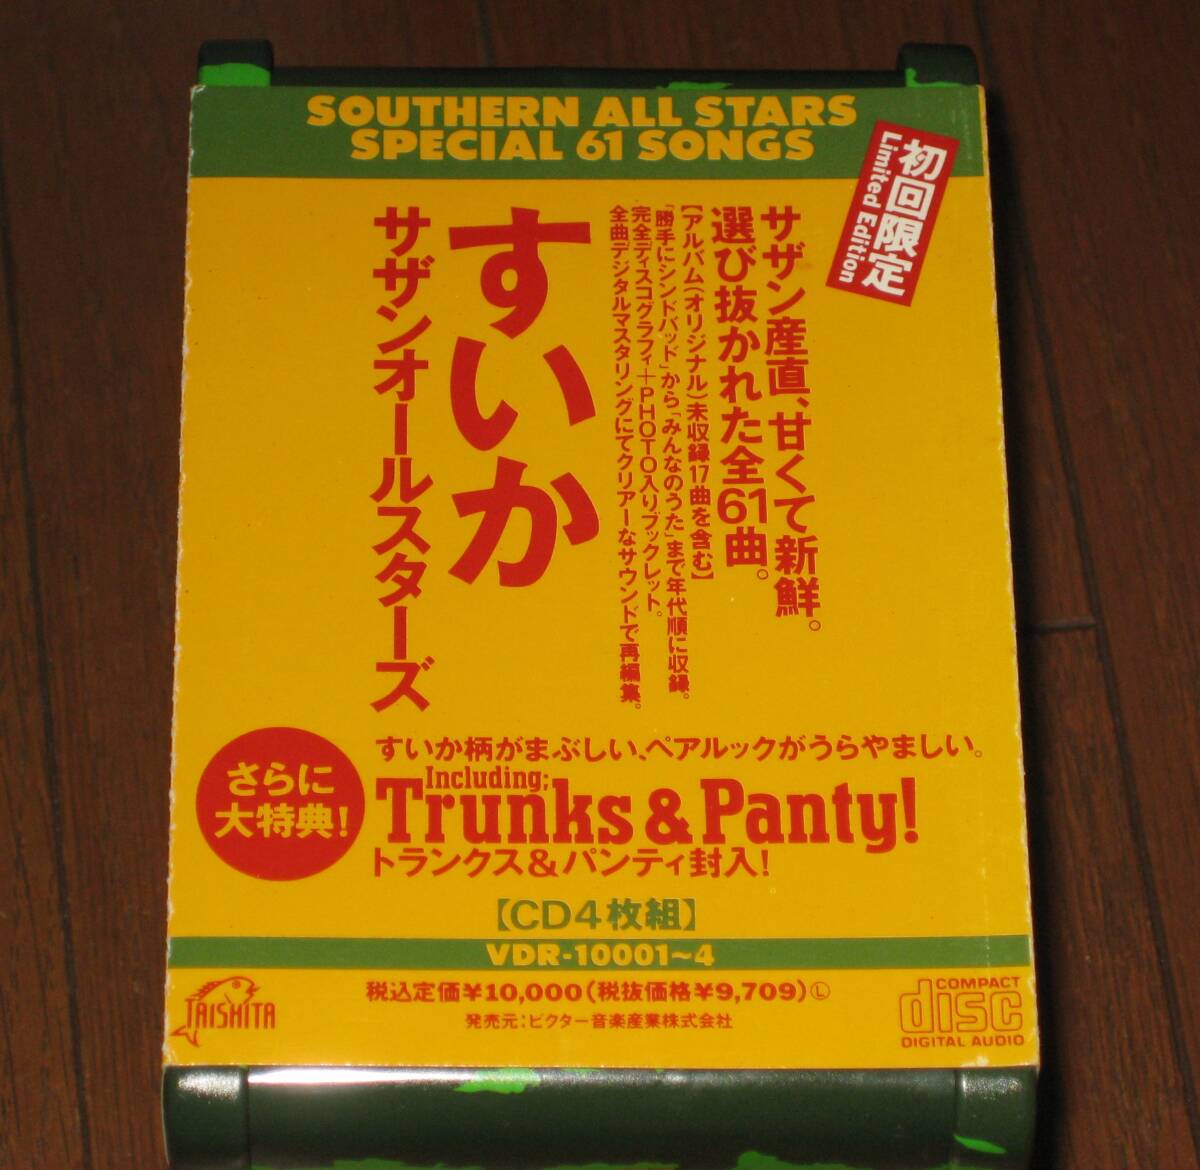 SOUTHERN ALL STARS
SPECIAL 61 SONGS
初回限定
Limited Edition
サザン産直、甘くて新鮮。
選び抜かれた全61曲。
【アルバム(オリジナル)未収録17曲を含む】
「勝手にシンドバッド」から「みんなのうた」まで年代順に収録。
完全ディスコグラフィ+PHOTO入りブックレット。
全曲デジタルマスタリングにてクリアーなサウンドで再編集。
すいか
サザンオールスターズ
さらに
大特典!
すいか柄がまぶしい、ペアルックがうらやましい。
Including;
Trunks & Panty!
トランクス&パンティ封入!
【CD4枚組】
VDR-10001~4
税込定価¥10,000(税抜価格¥9,709)Ⓛ
発売元:ビクター音楽産業株式会社
TAISHITA
COMPACT
disc
DIGITAL AUDIO